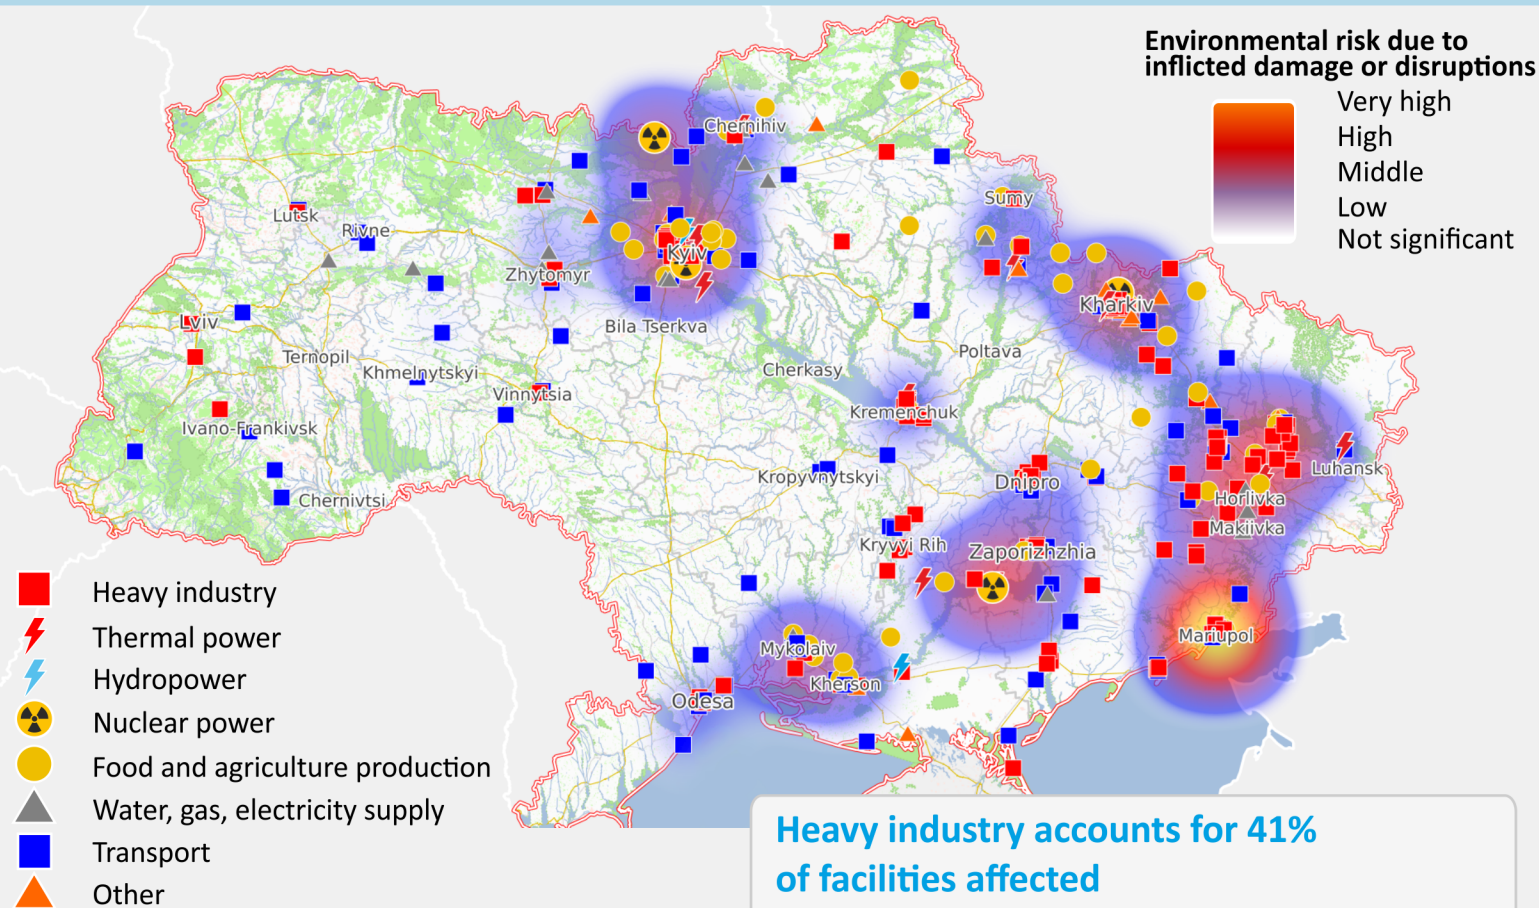 Environmental risk due to
inflicted damage or disruptions
Very high
High
Middle
Low
Not significant
Chernihiv
Sumy
Lutsk
Rivne
Kyiv
Zhytomyr
Kharkiv
Lviv
Bila Tserkva
Ternopil
Poltava
Khmelnytskyi
Cherkasy
Vinnytsia
Kremenchuk
Ivano-Frankivsk
Luhansk
Kropyvnytskyi
Dnipro
Chernivtsi
Horlivka
Makiivka
Kryvyi Rih
Zaporizhzhia
Mariupol
Mykolaiv
Kherson
Odesa
Heavy industry
Thermal power
Hydropower
Nuclear power
Food and agriculture production
Water, gas, electricity supply
Transport
Other
Heavy industry accounts for 41%
of facilities affected